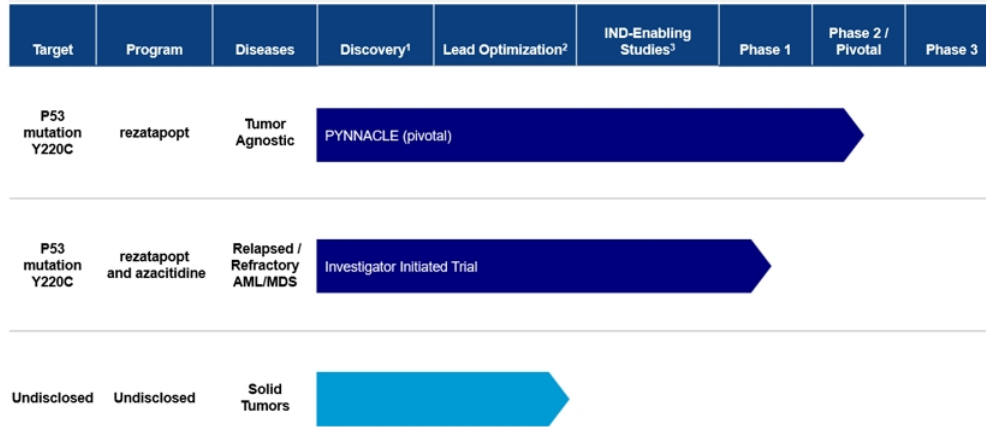 Target Program Diseases Discovery¹ Lead Optimization² IND-Enabling Studies³ Phase 1 Phase 2 / Pivotal Phase 3
P53
mutation
Y220C
rezatapopt
Tumor
Agnostic
PYNNACLE (pivotal)
P53
mutation
Y220C
rezatapopt
and azacitidine
Relapsed /
Refractory
AML/MDS
Investigator Initiated Trial
Undisclosed
Undisclosed
Solid
Tumors